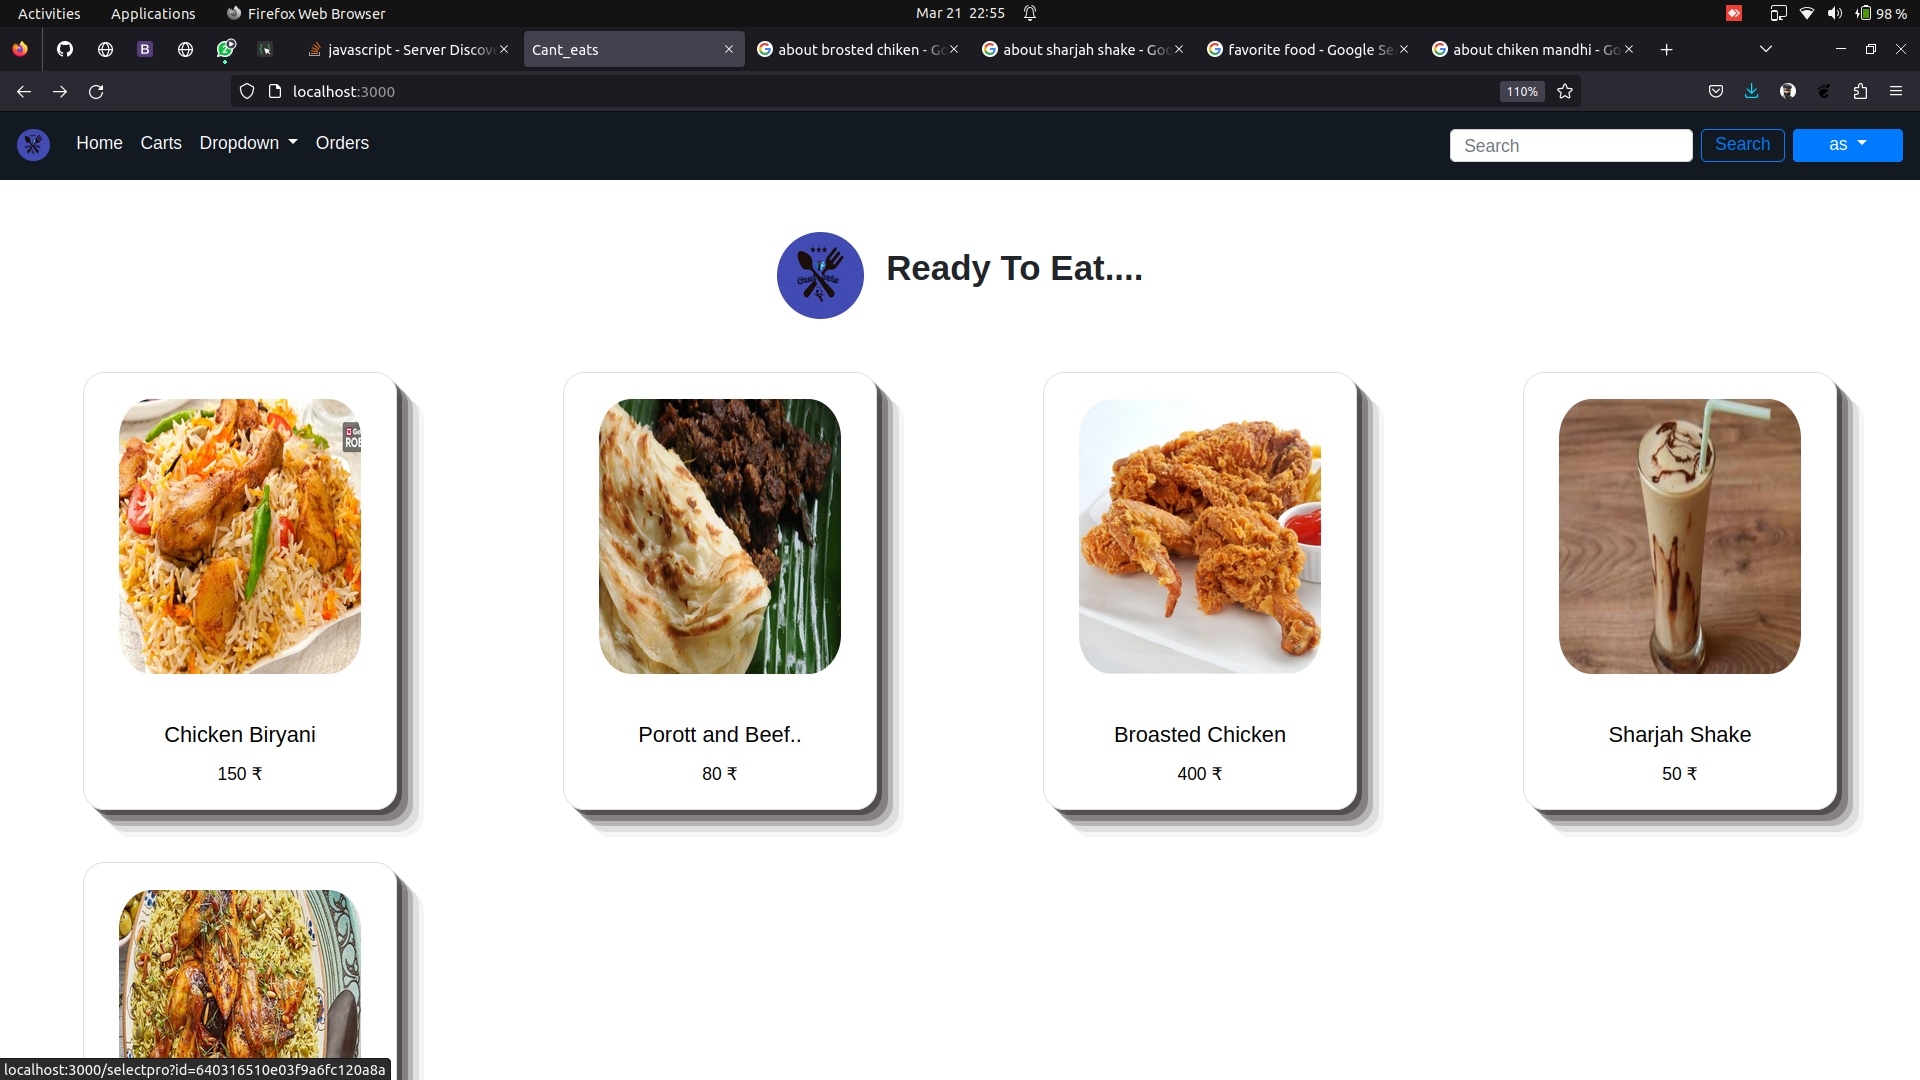 Activities Applications Firefox Web Browser Mar 21 22:55 98 %
javascript - Server Discov Cant_eats about brosted chiken - Go about sharjah shake - Goo favorite food - Google Se about chiken mandhi - Go
localhost:3000 110%
Home Carts Dropdown Orders Search Search as
Ready To Eat....
Chicken Biryani
150 ₹
Porott and Beef..
80 ₹
Broasted Chicken
400 ₹
Sharjah Shake
50 ₹
localhost:3000/selectpro?id=640316510e03f9a6fc120a8a